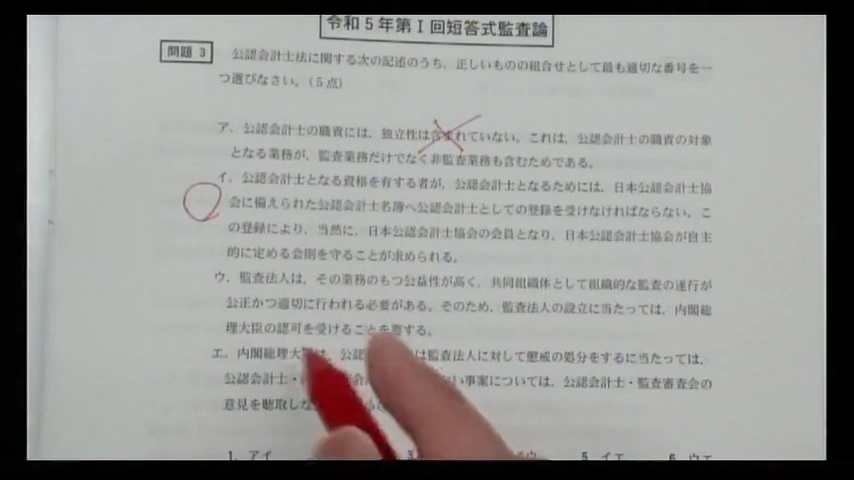 令和5年第Ⅰ回短答式監査論
問題 3 公認会計士法に関する次の記述のうち、正しいものの組合せとして最も適切な番号を一
つ選びなさい。(5点)
ア. 公認会計士の職責には、独立性は含まれていない。これは、公認会計士の職責の対象
となる業務が、監査業務だけでなく非監査業務も含むためである。
イ. 公認会計士となる資格を有する者が、公認会計士となるためには、日本公認会計士協
会に備えられた公認会計士名簿へ公認会計士としての登録を受けなければならない。こ
の登録により、当然に、日本公認会計士協会の会員となり、日本公認会計士協会が自主
的に定める会則を守ることが求められる。
ウ. 監査法人は、その業務のもつ公益性が高く、共同組織体として組織的な監査の遂行が
公正かつ適切に行われる必要がある。そのため、監査法人の設立に当たっては、内閣総
理大臣の認可を受けることを要する。
エ. 内閣総理大 は、公認 は監査法人に対して懲戒の処分をするに当たっては、
公認会計士・ い事案については、公認会計士・監査審査会の
意見を聴取しな
1. アイ 3. ウ 5. イエ 6. ウエ